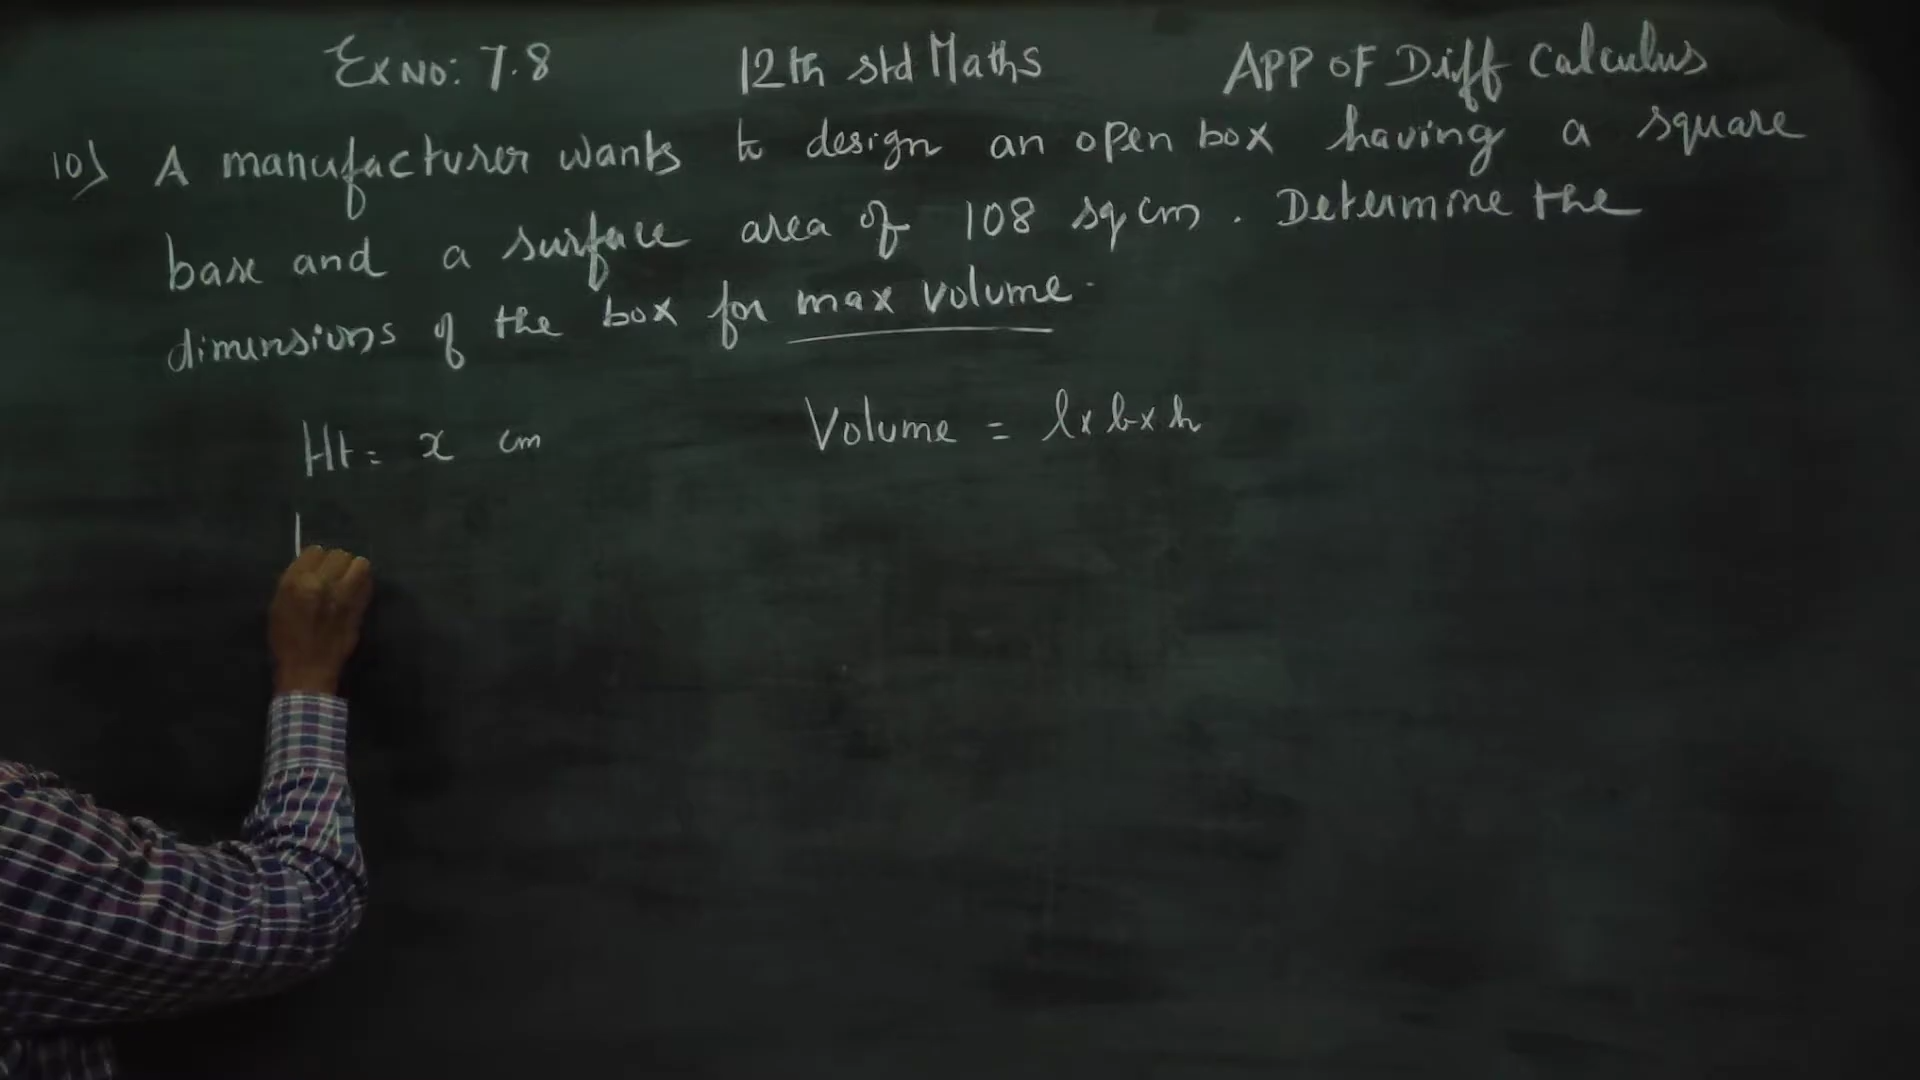 Ex No: 7.8 12th std Maths APP OF Diff Calculus
10) A manufacturer wants to design an open box having a square
base and a surface area of 108 sq cm. Determine the
dimensions of the box for max volume.
Ht = x cm Volume = l x b x h